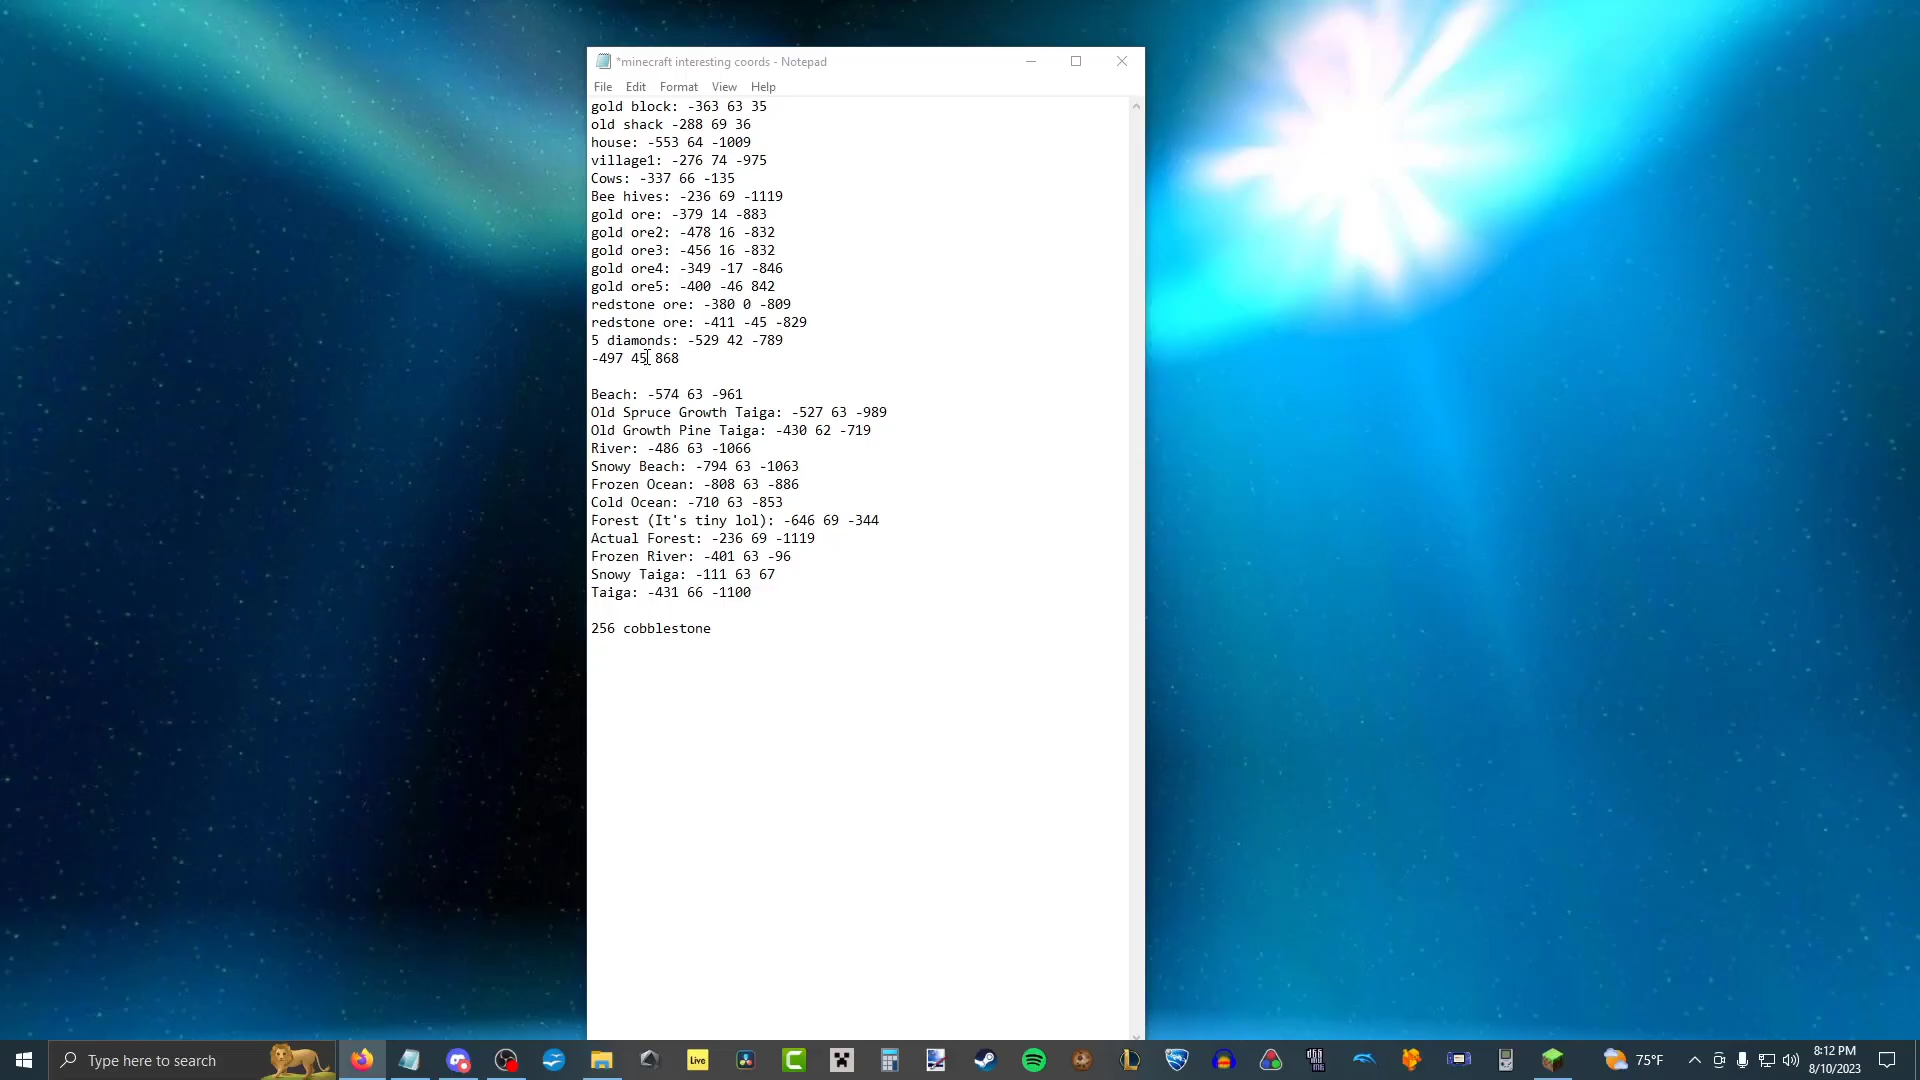 *minecraft interesting coords - Notepad
File Edit Format View Help
gold block: -363 63 35
old shack -288 69 36
house: -553 64 -1009
village1: -276 74 -975
Cows: -337 66 -135
Bee hives: -236 69 -1119
gold ore: -379 14 -883
gold ore2: -478 16 -832
gold ore3: -456 16 -832
gold ore4: -349 -17 -846
gold ore5: -400 -46 842
redstone ore: -380 0 -809
redstone ore: -411 -45 -829
5 diamonds: -529 42 -789
-497 45 868
Beach: -574 63 -961
Old Spruce Growth Taiga: -527 63 -989
Old Growth Pine Taiga: -430 62 -719
River: -486 63 -1066
Snowy Beach: -794 63 -1063
Frozen Ocean: -808 63 -886
Cold Ocean: -710 63 -853
Forest (It's tiny lol): -646 69 -344
Actual Forest: -236 69 -1119
Frozen River: -401 63 -96
Snowy Taiga: -111 63 67
Taiga: -431 66 -1100
256 cobblestone
Type here to search
Live
75°F
8:12 PM
8/10/2023